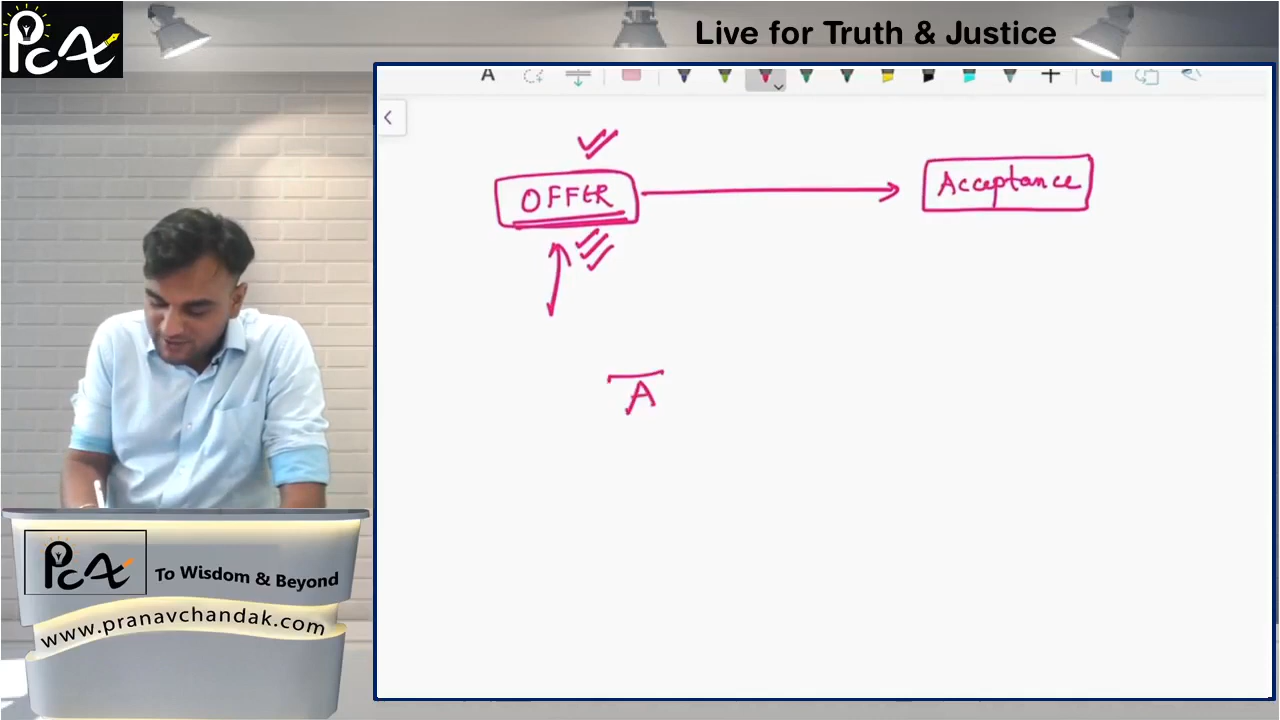 PCA
Live for Truth & Justice
A
OFFER
Acceptance
A
PCA
To Wisdom & Beyond
www.pranavchandak.com